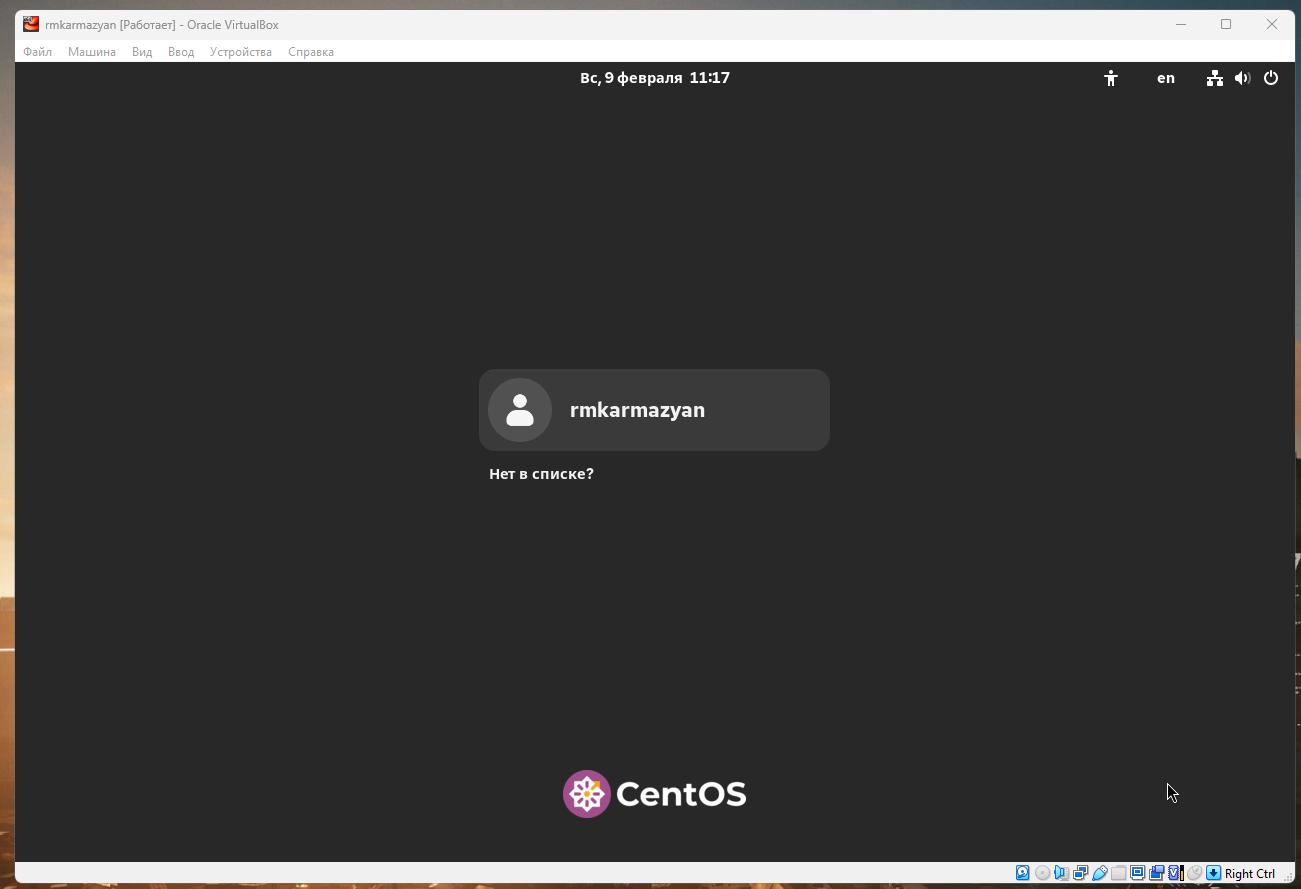 rmkarmazyan [Работает] - Oracle VirtualBox
Файл Машина Вид Ввод Устройства Справка
Вс, 9 февраля 11:17
en
rmkarmazyan
Нет в списке?
CentOS
Right Ctrl